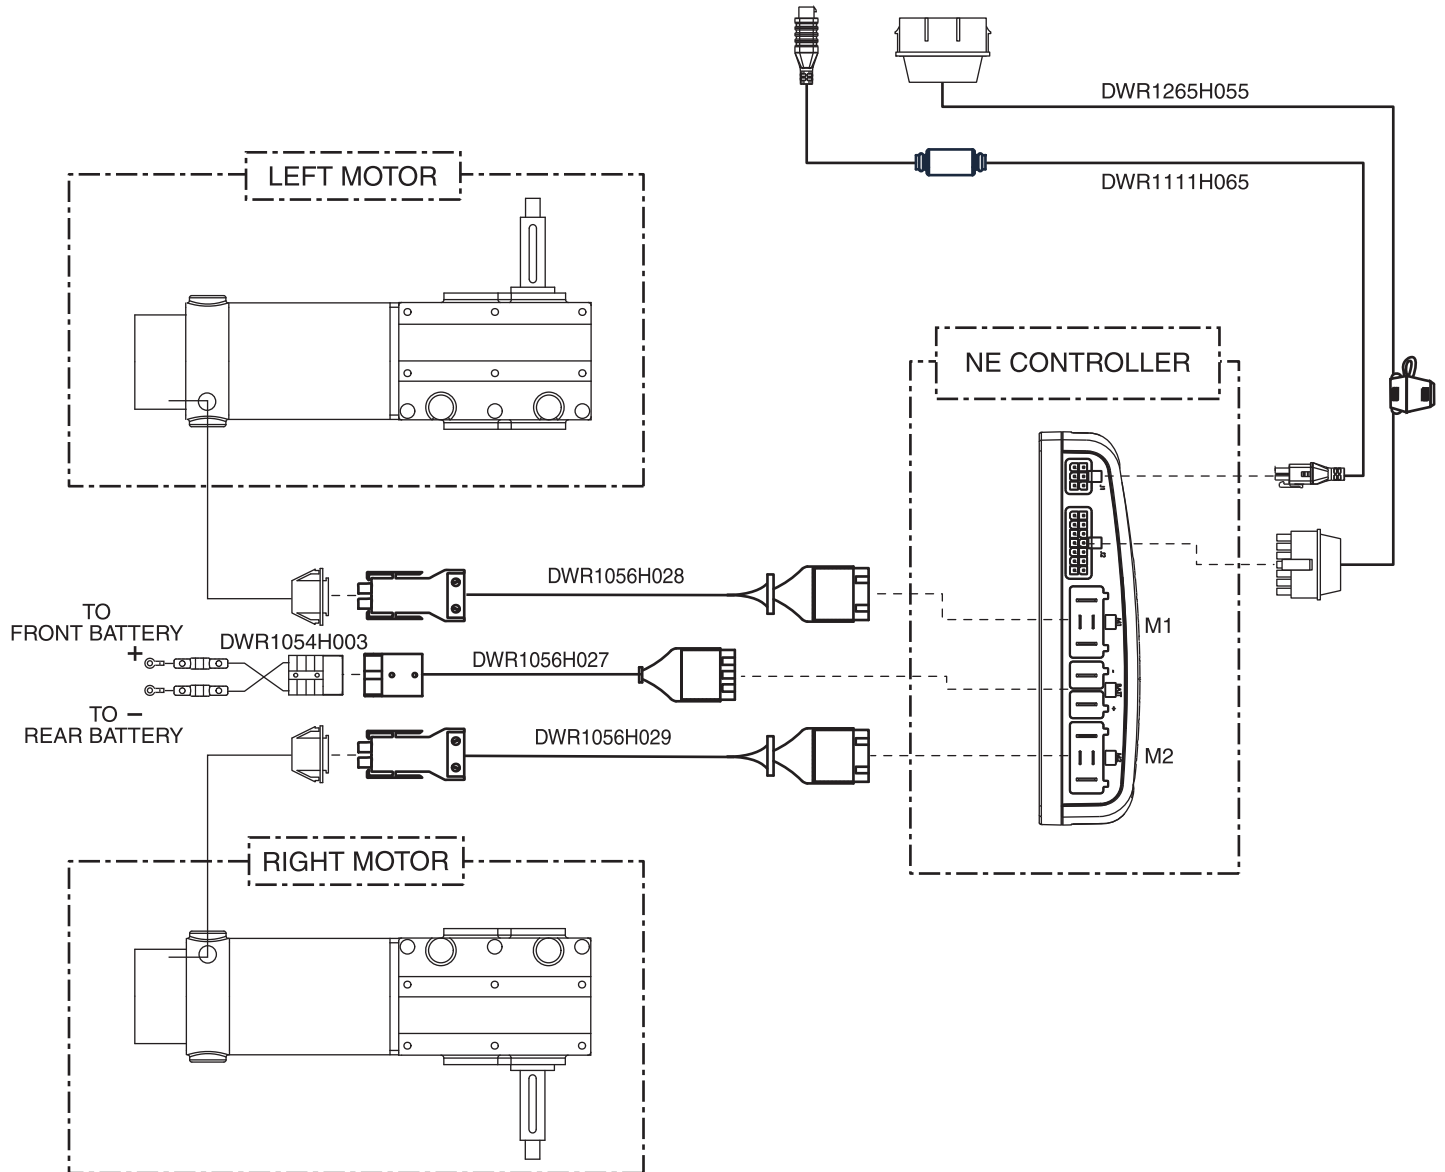 DWR1265H055
DWR1111H065
LEFT MOTOR
NE CONTROLLER
DWR1056H028
TO
FRONT BATTERY
+
DWR1054H003
DWR1056H027
M1
- BATT +
TO −
REAR BATTERY
DWR1056H029
M2
RIGHT MOTOR